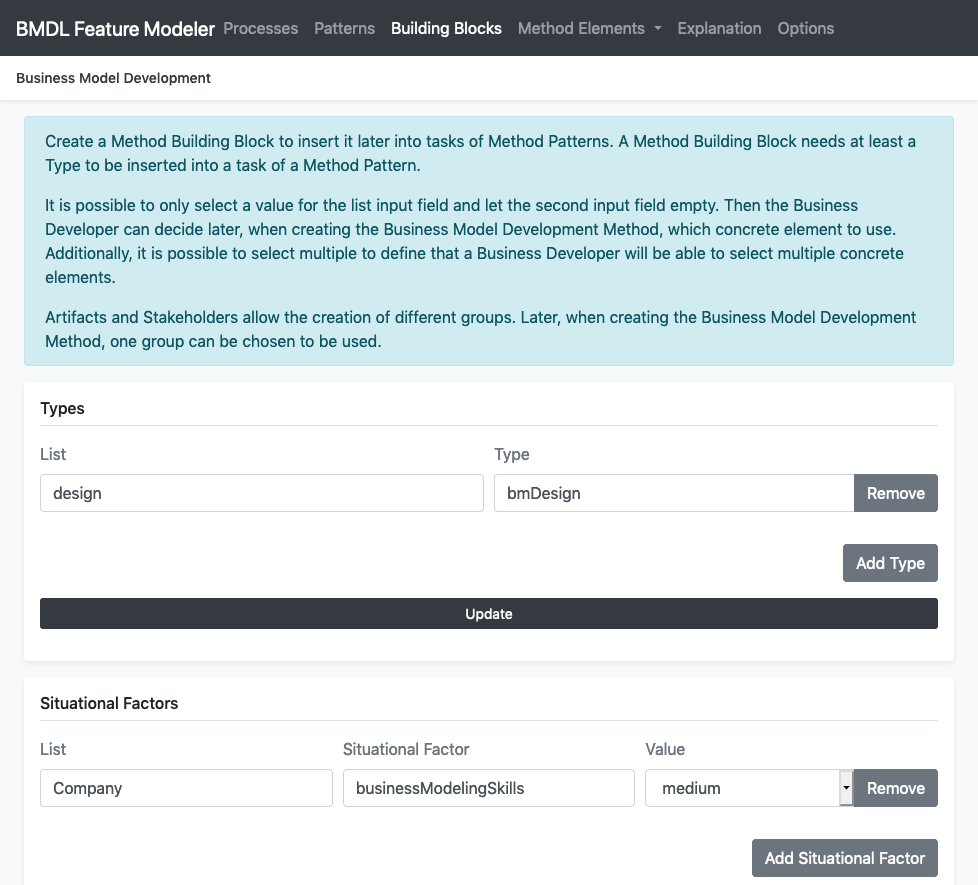 BMDL Feature Modeler Processes Patterns Building Blocks Method Elements Explanation Options
Business Model Development
Create a Method Building Block to insert it later into tasks of Method Patterns. A Method Building Block needs at least a
Type to be inserted into a task of a Method Pattern.
It is possible to only select a value for the list input field and let the second input field empty. Then the Business
Developer can decide later, when creating the Business Model Development Method, which concrete element to use.
Additionally, it is possible to select multiple to define that a Business Developer will be able to select multiple concrete
elements.
Artifacts and Stakeholders allow the creation of different groups. Later, when creating the Business Model Development
Method, one group can be chosen to be used.
Types
List Type
design bmDesign Remove
Add Type
Update
Situational Factors
List Situational Factor Value
Company businessModelingSkills medium Remove
Add Situational Factor